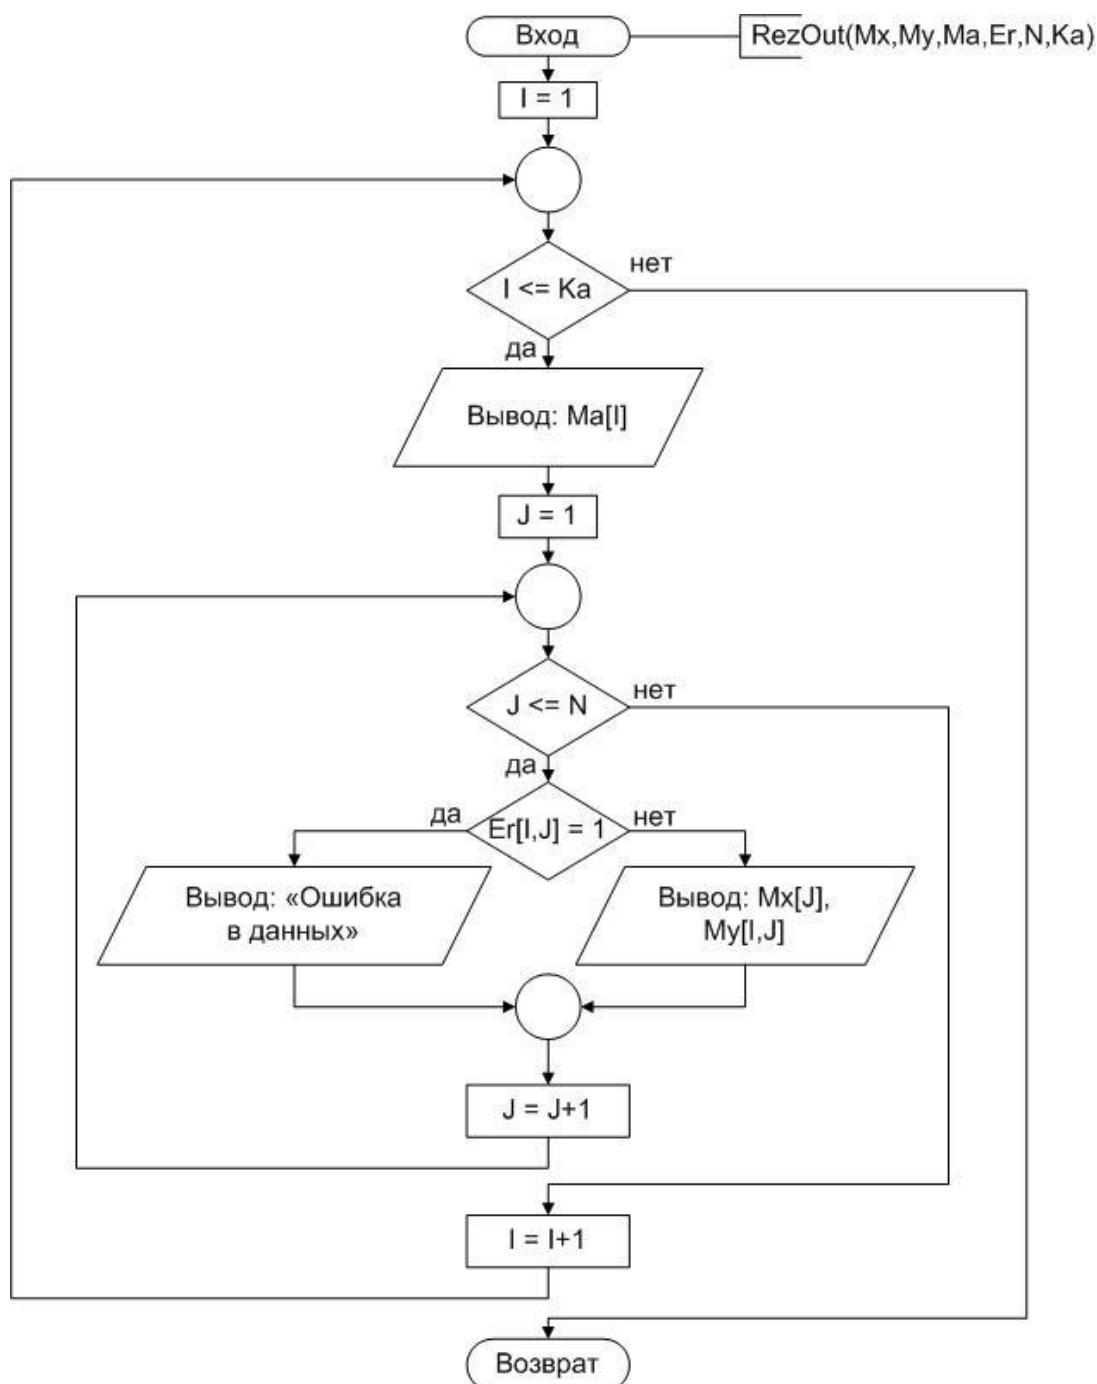 Вход
RezOut(Mx,My,Ma,Er,N,Ka)
I = 1
I <= Ka
нет
да
Вывод: Ma[I]
J = 1
J <= N
нет
да
Er[I,J] = 1
да
нет
Вывод: «Ошибка
в данных»
Вывод: Mx[J],
My[I,J]
J = J+1
I = I+1
Возврат